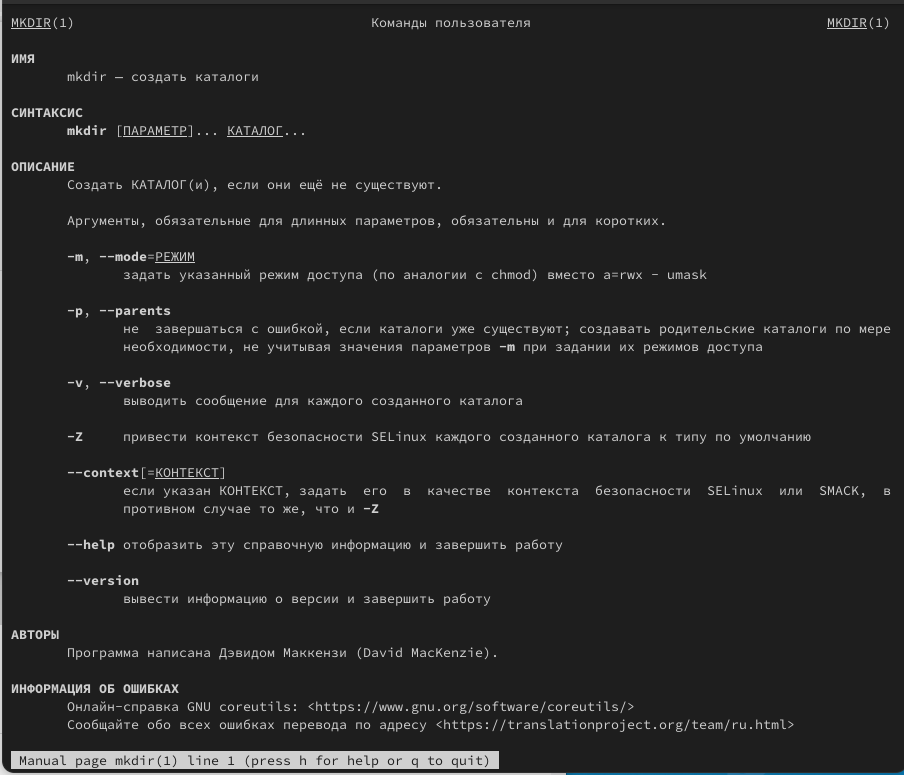 MKDIR(1) Команды пользователя MKDIR(1)
ИМЯ
mkdir — создать каталоги
СИНТАКСИС
mkdir [ПАРАМЕТР]... КАТАЛОГ...
ОПИСАНИЕ
Создать КАТАЛОГ(и), если они ещё не существуют.
Аргументы, обязательные для длинных параметров, обязательны и для коротких.
-m, --mode=РЕЖИМ
задать указанный режим доступа (по аналогии с chmod) вместо a=rwx - umask
-p, --parents
не завершаться с ошибкой, если каталоги уже существуют; создавать родительские каталоги по мере
необходимости, не учитывая значения параметров -m при задании их режимов доступа
-v, --verbose
выводить сообщение для каждого созданного каталога
-Z привести контекст безопасности SELinux каждого созданного каталога к типу по умолчанию
--context[=КОНТЕКСТ]
если указан КОНТЕКСТ, задать его в качестве контекста безопасности SELinux или SMACK, в
противном случае то же, что и -Z
--help отобразить эту справочную информацию и завершить работу
--version
вывести информацию о версии и завершить работу
АВТОРЫ
Программа написана Дэвидом Маккензи (David MacKenzie).
ИНФОРМАЦИЯ ОБ ОШИБКАХ
Онлайн-справка GNU coreutils: <https://www.gnu.org/software/coreutils/>
Сообщайте обо всех ошибках перевода по адресу <https://translationproject.org/team/ru.html>
Manual page mkdir(1) line 1 (press h for help or q to quit)